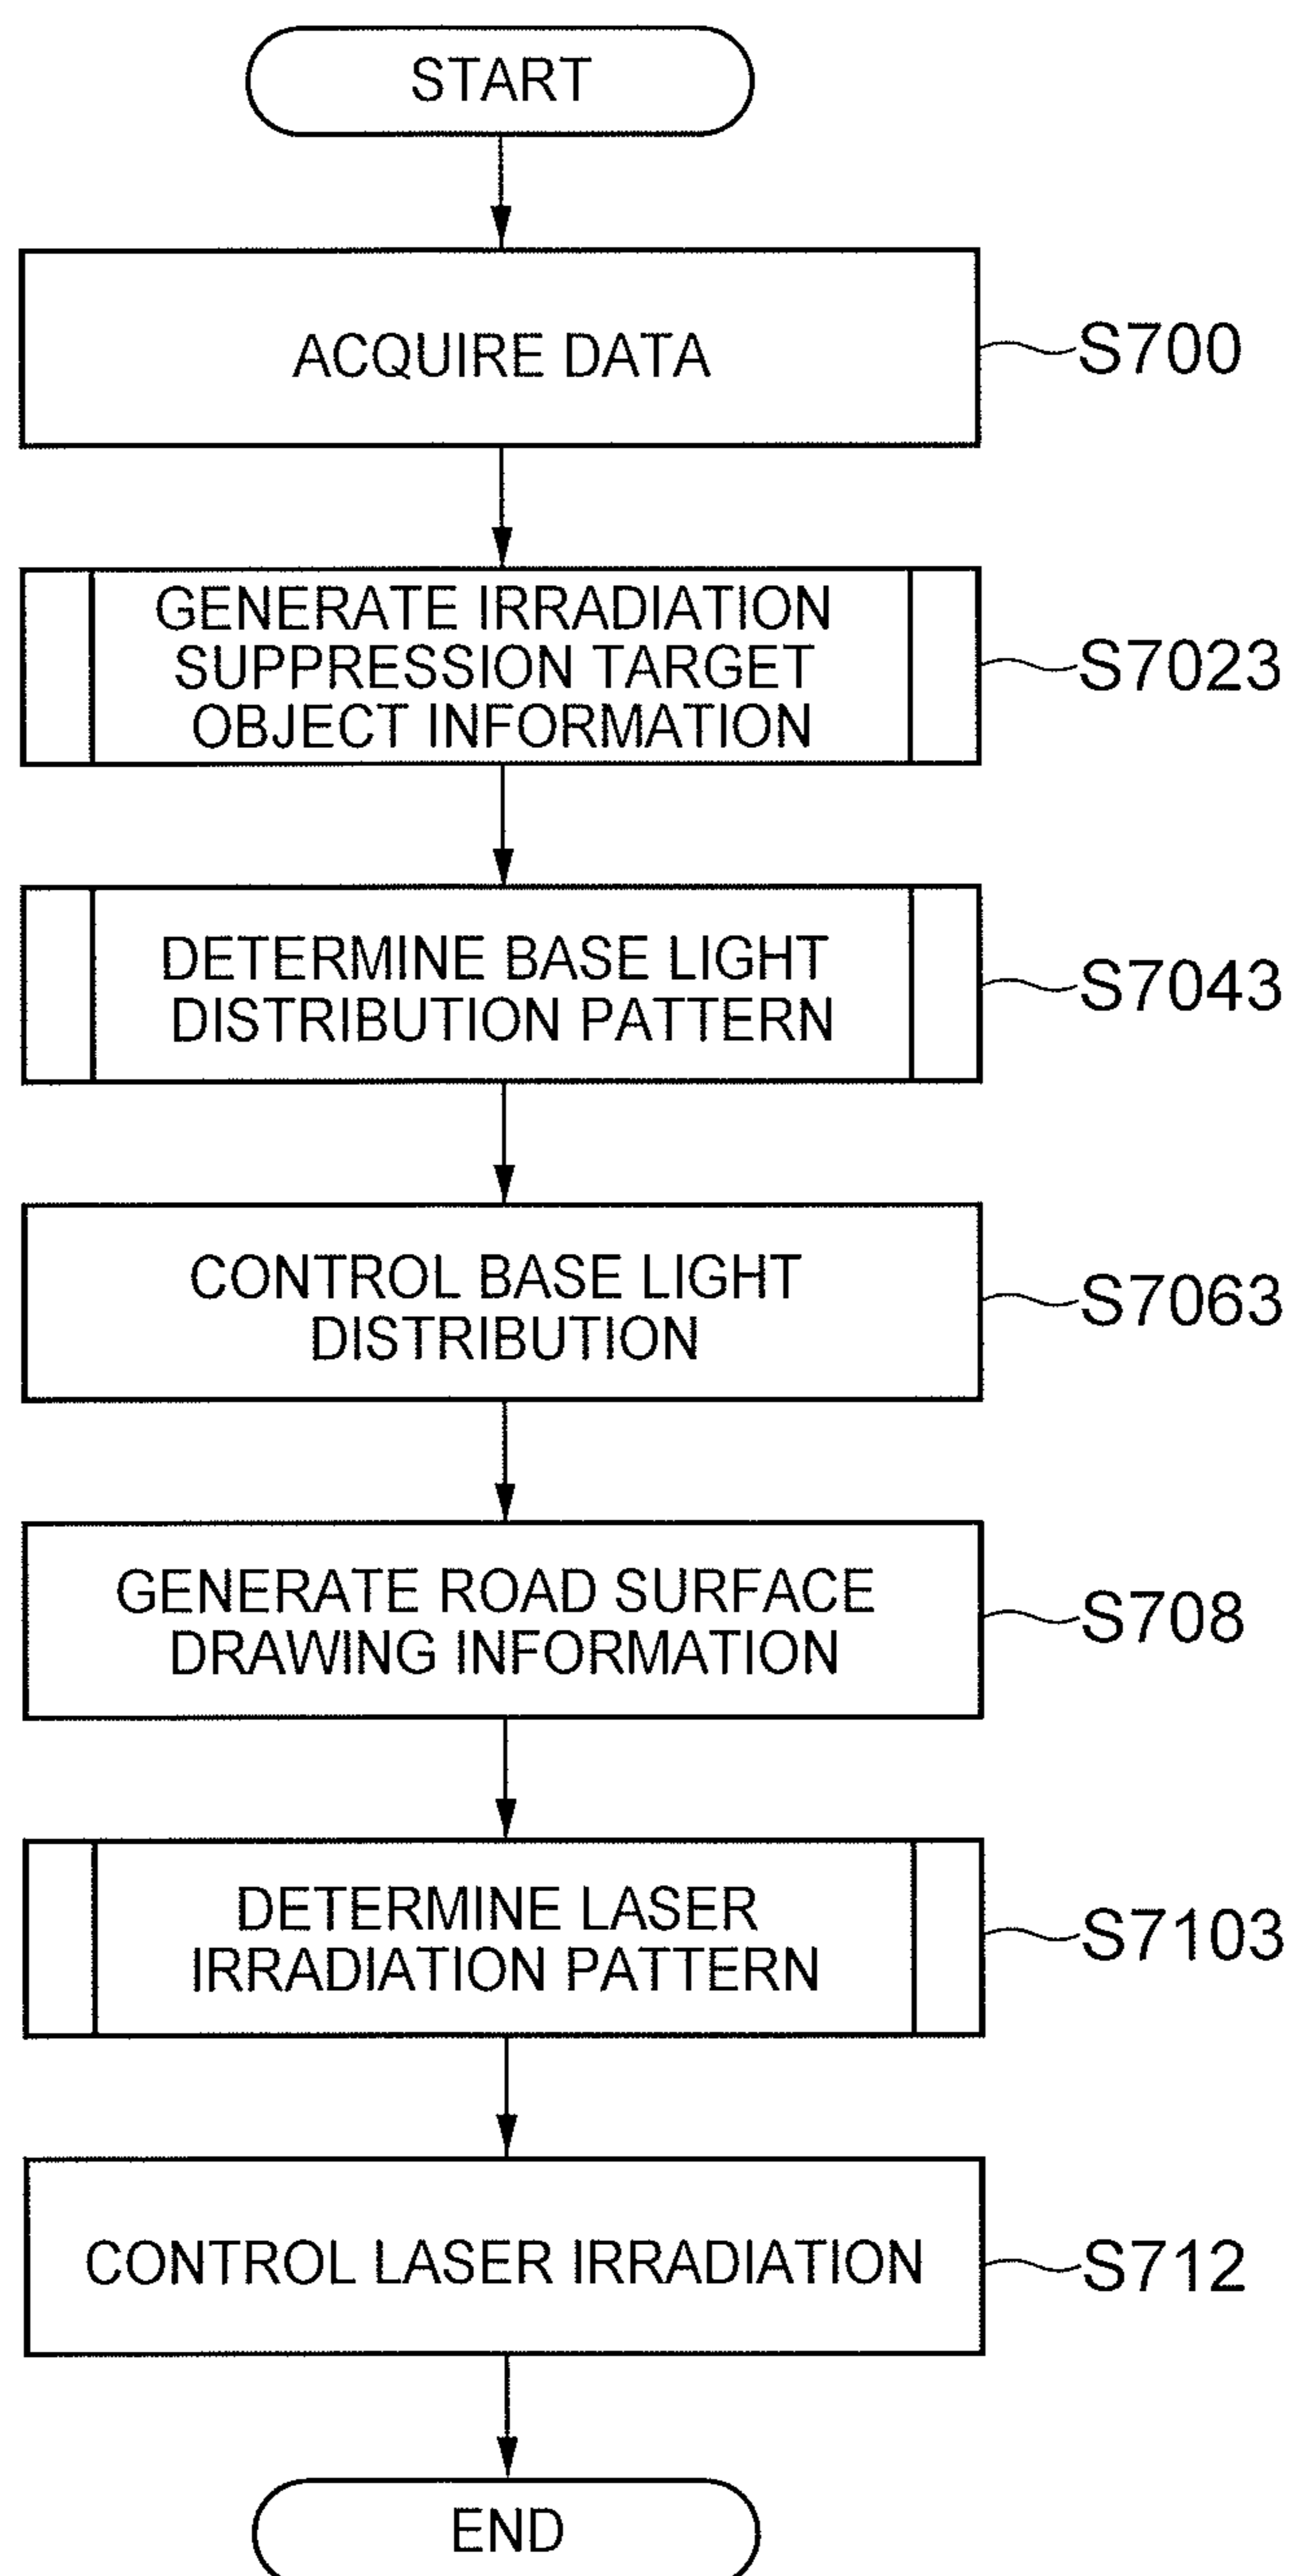 START
ACQUIRE DATA
S700
GENERATE IRRADIATION
SUPPRESSION TARGET
OBJECT INFORMATION
S7023
DETERMINE BASE LIGHT
DISTRIBUTION PATTERN
S7043
CONTROL BASE LIGHT
DISTRIBUTION
S7063
GENERATE ROAD SURFACE
DRAWING INFORMATION
S708
DETERMINE LASER
IRRADIATION PATTERN
S7103
CONTROL LASER IRRADIATION
S712
END